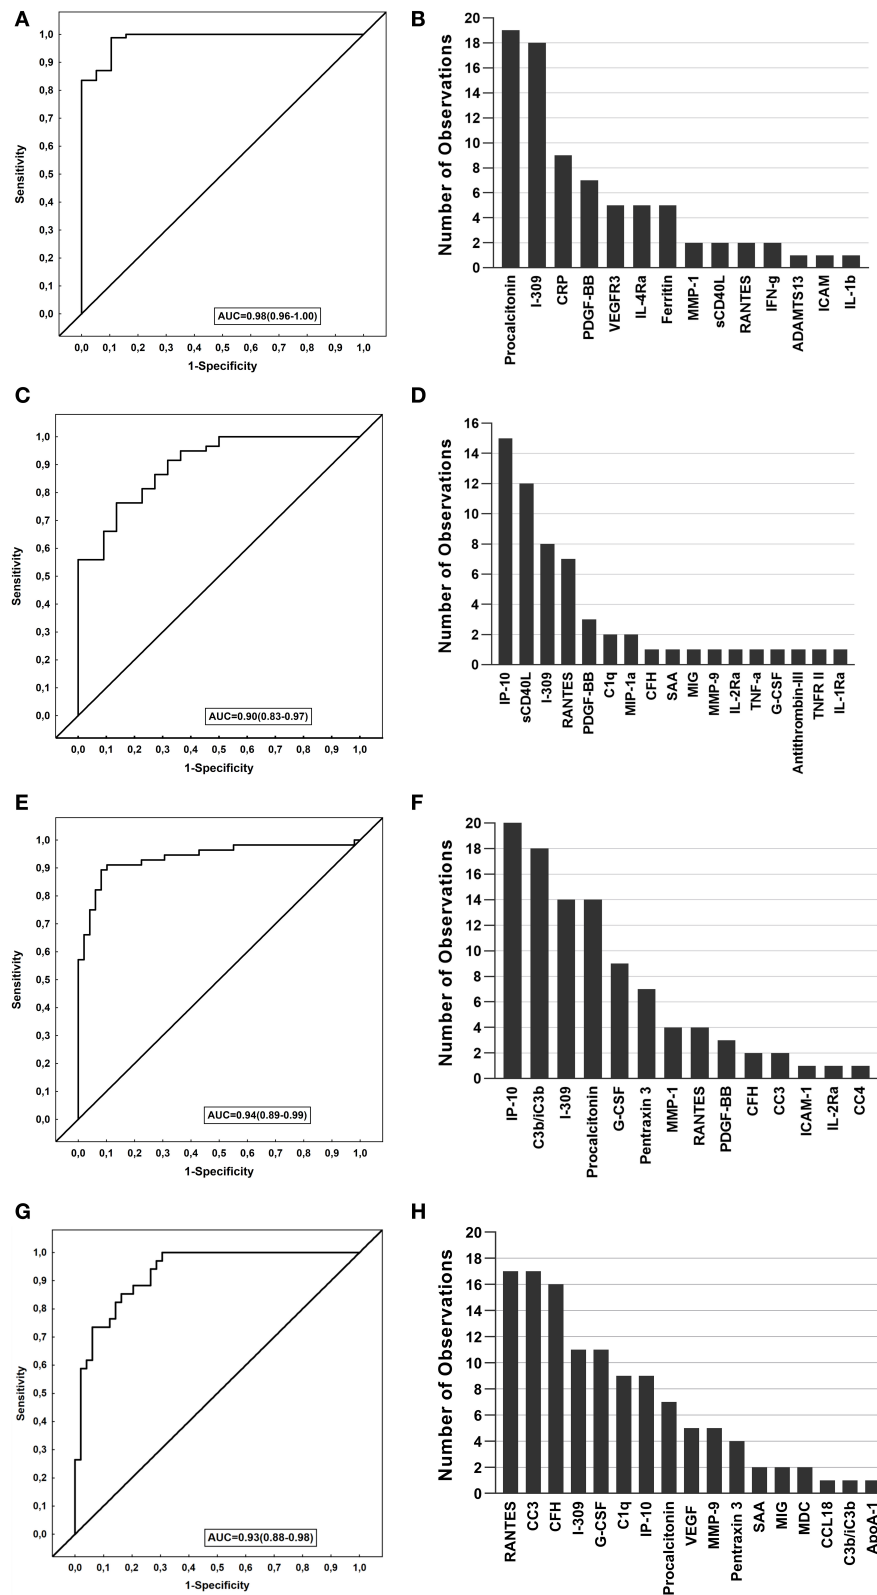 A
Sensitivity
1,0
0,9
0,8
0,7
0,6
0,5
0,4
0,3
0,2
0,1
0,0
AUC=0.98(0.96-1.00)
0,0 0,1 0,2 0,3 0,4 0,5 0,6 0,7 0,8 0,9 1,0
1-Specificity
B
Number of Observations
20
18
16
14
12
10
8
6
4
2
0
Procalcitonin
I-309
CRP
PDGF-BB
VEGFR3
IL-4Ra
Ferritin
MMP-1
sCD40L
RANTES
IFN-g
ADAMTS13
ICAM
IL-1b
C
Sensitivity
1,0
0,9
0,8
0,7
0,6
0,5
0,4
0,3
0,2
0,1
0,0
AUC=0.90(0.83-0.97)
0,0 0,1 0,2 0,3 0,4 0,5 0,6 0,7 0,8 0,9 1,0
1-Specificity
D
Number of Observations
16
14
12
10
8
6
4
2
0
IP-10
sCD40L
I-309
RANTES
PDGF-BB
C1q
MIP-1a
CFH
SAA
MIG
MMP-9
IL-2Ra
TNF-a
G-CSF
Antithrombin-III
TNFR II
IL-1Ra
E
Sensitivity
1,0
0,9
0,8
0,7
0,6
0,5
0,4
0,3
0,2
0,1
0,0
AUC=0.94(0.89-0.99)
0,0 0,1 0,2 0,3 0,4 0,5 0,6 0,7 0,8 0,9 1,0
1-Specificity
F
Number of Observations
20
18
16
14
12
10
8
6
4
2
0
IP-10
C3b/iC3b
I-309
Procalcitonin
G-CSF
Pentraxin 3
MMP-1
RANTES
PDGF-BB
CFH
CC3
ICAM-1
IL-2Ra
CC4
G
Sensitivity
1,0
0,9
0,8
0,7
0,6
0,5
0,4
0,3
0,2
0,1
0,0
AUC=0.93(0.88-0.98)
0,0 0,1 0,2 0,3 0,4 0,5 0,6 0,7 0,8 0,9 1,0
1-Specificity
H
Number of Observations
20
18
16
14
12
10
8
6
4
2
0
RANTES
CC3
CFH
I-309
G-CSF
C1q
IP-10
Procalcitonin
VEGF
MMP-9
Pentraxin 3
SAA
MIG
MDC
CCL18
C3b/iC3b
ApoA-1